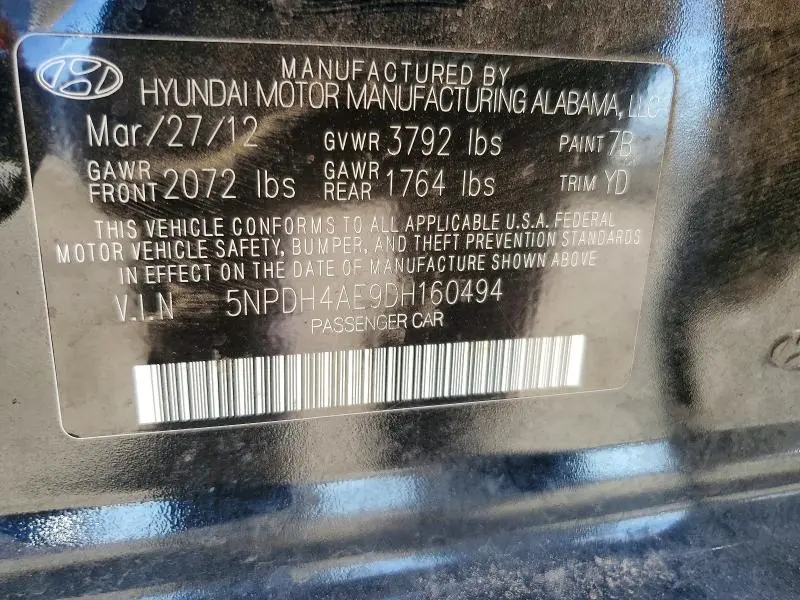 MANUFACTURED BY
HYUNDAI MOTOR MANUFACTURING ALABAMA, LLC
Mar/27/12 GVWR 3792 lbs PAINT 7B
GAWR FRONT 2072 lbs GAWR REAR 1764 lbs TRIM YD
THIS VEHICLE CONFORMS TO ALL APPLICABLE U.S.A. FEDERAL
MOTOR VEHICLE SAFETY, BUMPER, AND THEFT PREVENTION STANDARDS
IN EFFECT ON THE DATE OF MANUFACTURE SHOWN ABOVE
V.I.N 5NPDH4AE9DH160494
PASSENGER CAR